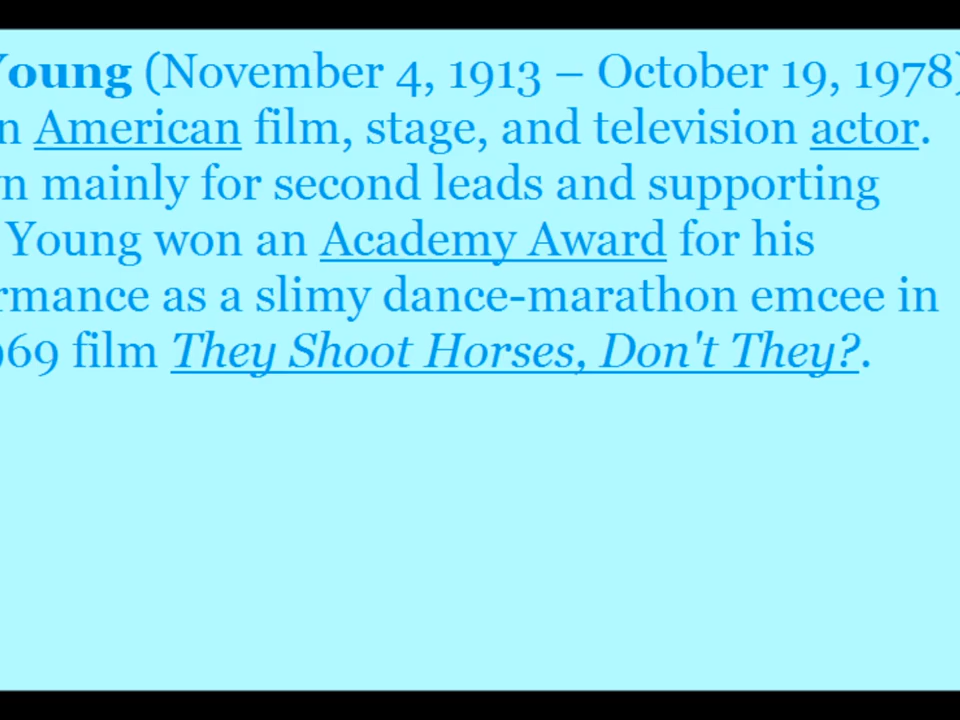 Young (November 4, 1913 – October 19, 1978)
n American film, stage, and television actor.
n mainly for second leads and supporting
Young won an Academy Award for his
rmance as a slimy dance-marathon emcee in
969 film They Shoot Horses, Don't They?.